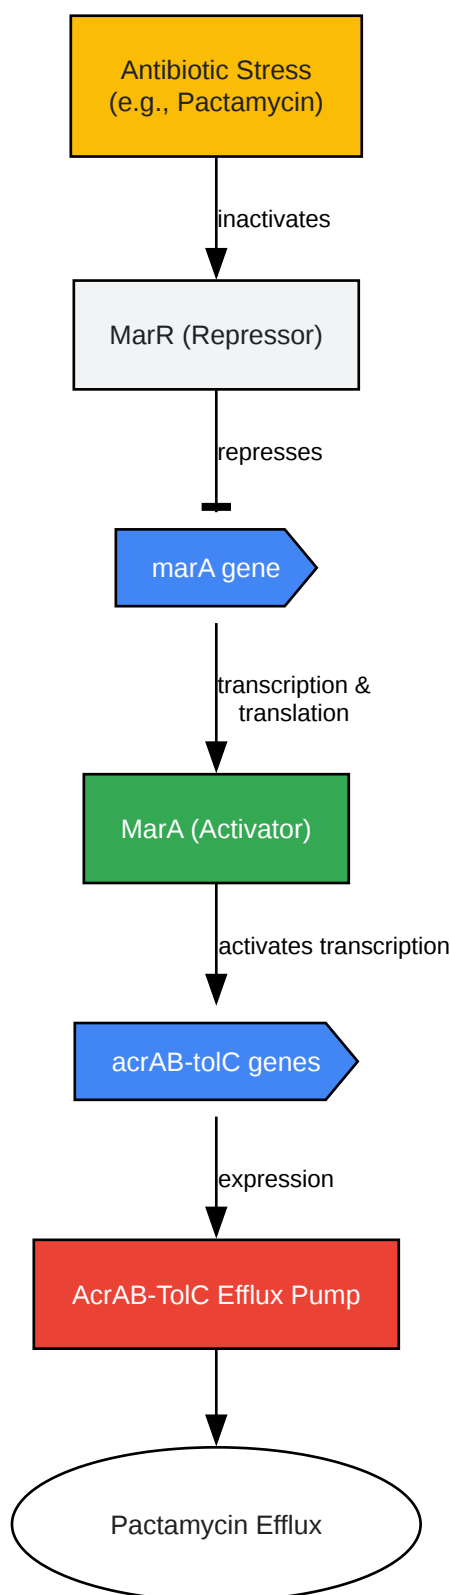 Antibiotic Stress
(e.g., Pactamycin)
inactivates
MarR (Repressor)
represses
marA gene
transcription &
translation
MarA (Activator)
activates transcription
acrAB-tolC genes
expression
AcrAB-TolC Efflux Pump
Pactamycin Efflux